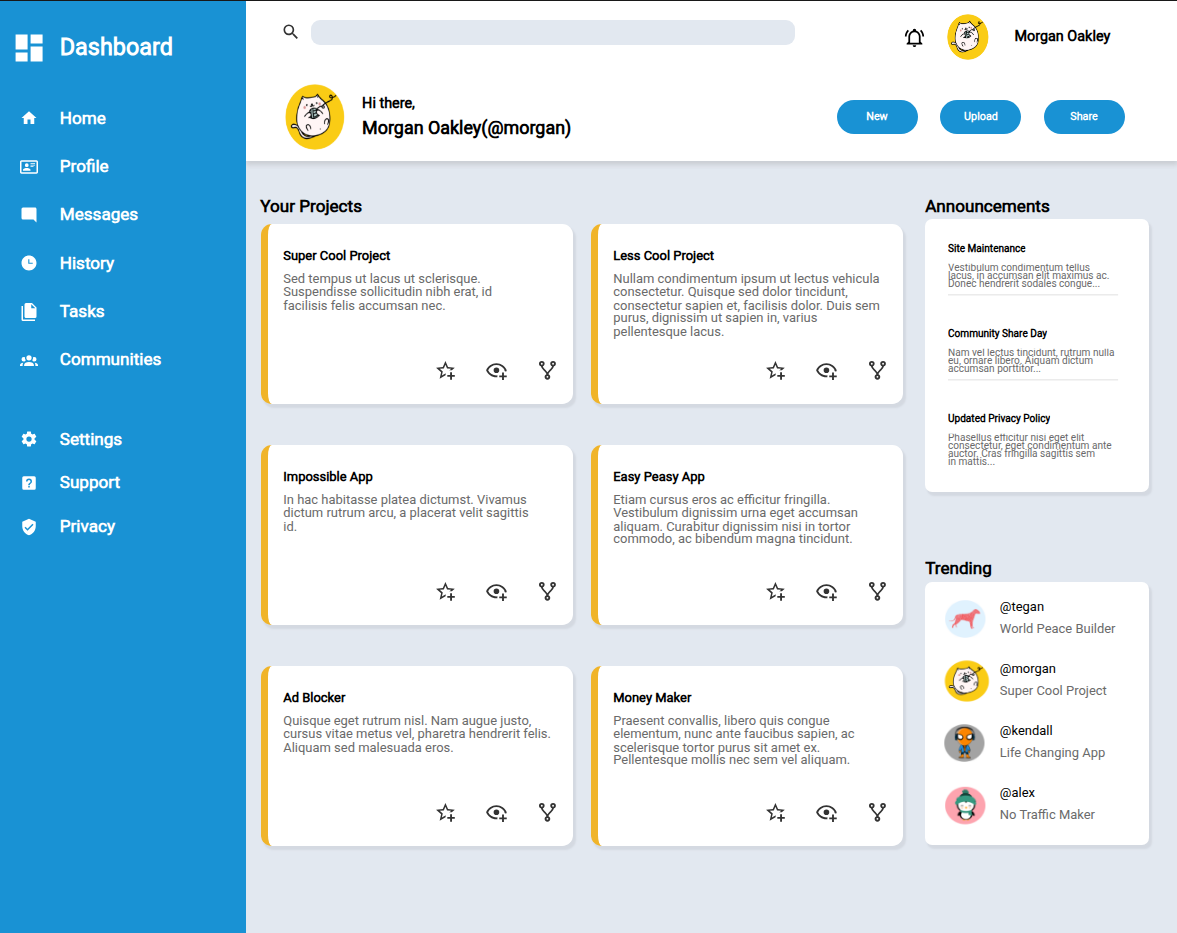 Dashboard
Home
Profile
Messages
History
Tasks
Communities
Settings
Support
Privacy
Morgan Oakley
Hi there,
Morgan Oakley(@morgan)
New
Upload
Share
Your Projects
Super Cool Project
Sed tempus ut lacus ut sclerisque.
Suspendisse sollicitudin nibh erat, id
facilisis felis accumsan nec.
Less Cool Project
Nullam condimentum ipsum ut lectus vehicula
consectetur. Quisque sed dolor tincidunt,
consectetur sapien et, facilisis dolor. Duis sem
purus, dignissim ut sapien in, varius
pellentesque lacus.
Impossible App
In hac habitasse platea dictumst. Vivamus
dictum rutrum arcu, a placerat velit sagittis
id.
Easy Peasy App
Etiam cursus eros ac efficitur fringilla.
Vestibulum dignissim urna eget accumsan
aliquam. Curabitur dignissim nisi in tortor
commodo, ac bibendum magna tincidunt.
Ad Blocker
Quisque eget rutrum nisl. Nam augue justo,
cursus vitae metus vel, pharetra hendrerit felis.
Aliquam sed malesuada eros.
Money Maker
Praesent convallis, libero quis congue
elementum, nunc ante faucibus sapien, ac
scelerisque tortor purus sit amet ex.
Pellentesque mollis nec sem vel aliquam.
Announcements
Site Maintenance
Vestibulum condimentum tellus
lacus, in accumsan elit maximus ac.
Donec hendrerit sodales congue...
Community Share Day
Nam vel lectus tincidunt, rutrum nulla
eu, ornare libero. Aiquam dictum
accumsan porttitor...
Updated Privacy Policy
Phasellus efficitur nisi eget elit
consectetur, eget condimentum ante
auctor. Cras fringilla sagittis sem
in mattis...
Trending
@tegan
World Peace Builder
@morgan
Super Cool Project
@kendall
Life Changing App
@alex
No Traffic Maker